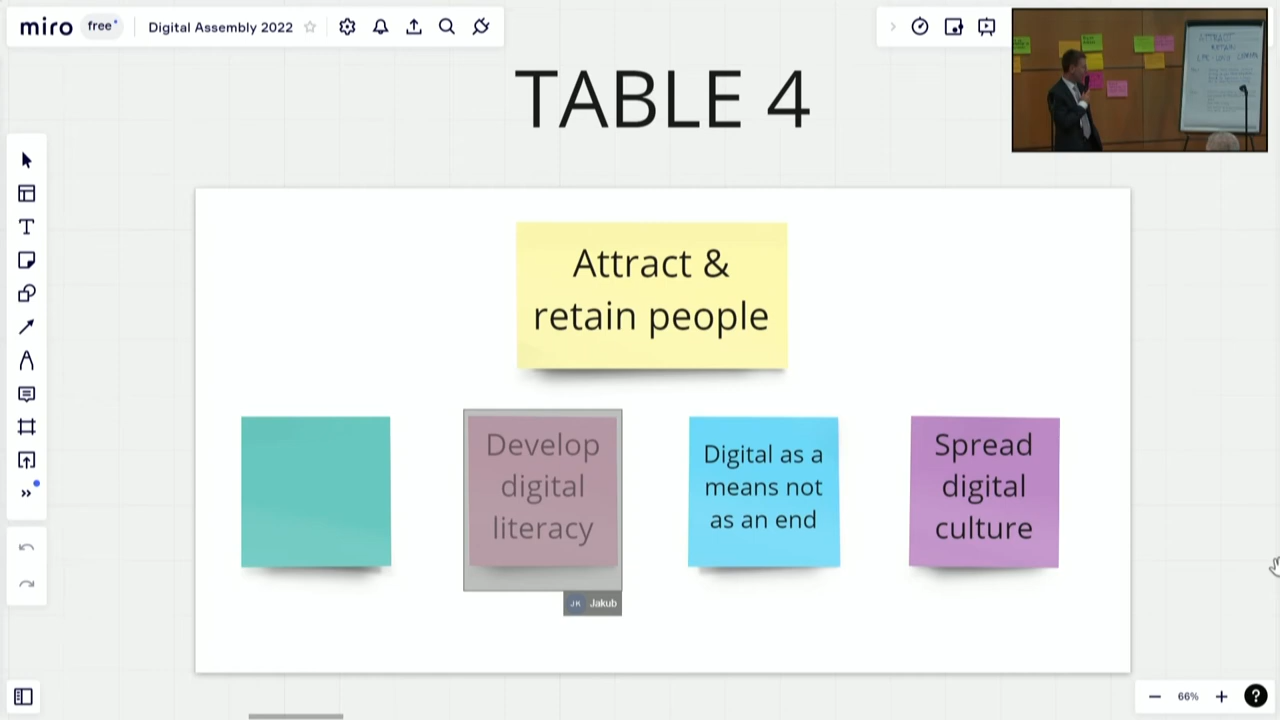 miro
free
Digital Assembly 2022
TABLE 4
Attract &
retain people
Develop
digital
literacy
Digital as a
means not
as an end
Spread
digital
culture
JK Jakub
66%
RETAIN